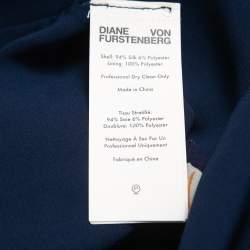 DIANE VON
FURSTENBERG
Shell: 94% Silk 6% Polyester
Lining: 100% Polyester
Professional Dry Clean Only
Made in China
Tissu Stratifié:
94% Soie 6% Polyester
Doublure: 100% Polyester
Nettoyage À Sec Par Un
Professionnel Uniquement
Fabriqué en Chine
P